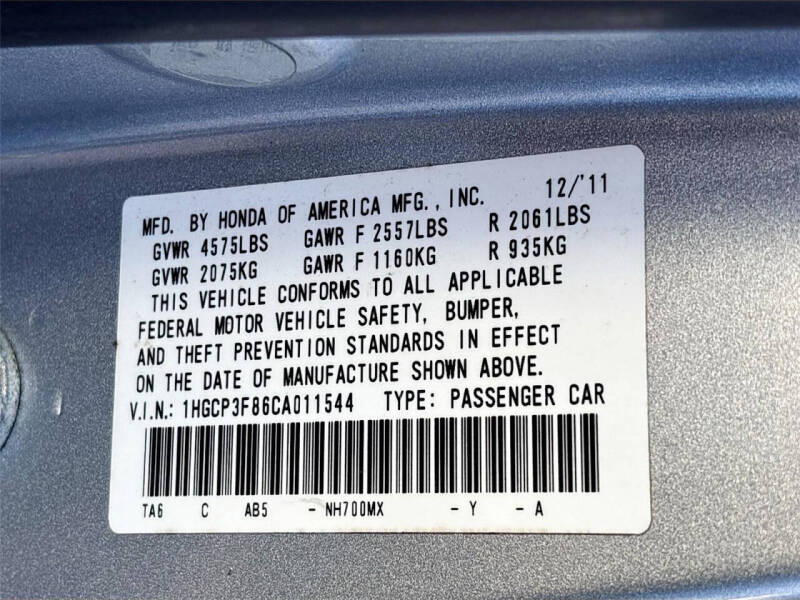 MFD. BY HONDA OF AMERICA MFG., INC. 12/'11
GVWR 4575LBS GAWR F 2557LBS R 2061LBS
GVWR 2075KG GAWR F 1160KG R 935KG
THIS VEHICLE CONFORMS TO ALL APPLICABLE
FEDERAL MOTOR VEHICLE SAFETY, BUMPER,
AND THEFT PREVENTION STANDARDS IN EFFECT
ON THE DATE OF MANUFACTURE SHOWN ABOVE.
V.I.N.: 1HGCP3F86CA011544 TYPE: PASSENGER CAR
TA6 C AB5 - NH700MX - Y - A